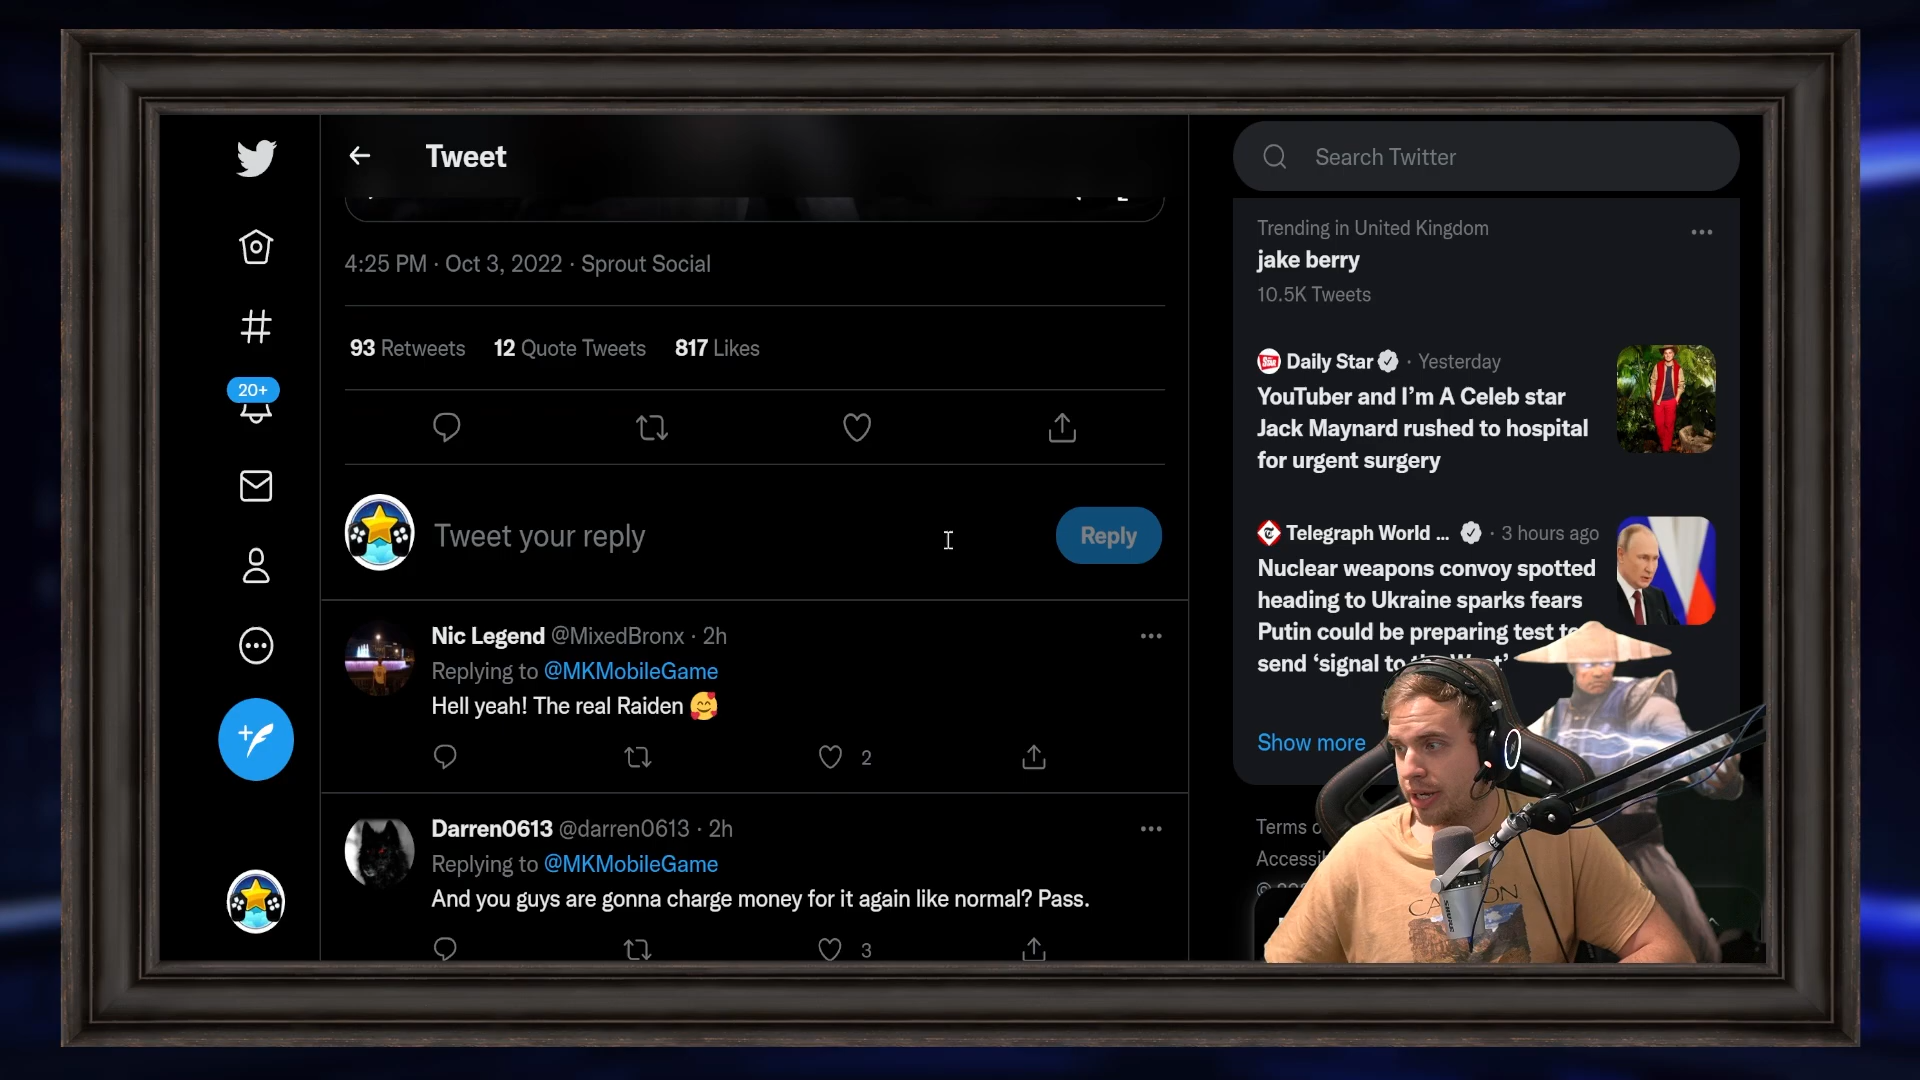 Tweet
Search Twitter
4:25 PM · Oct 3, 2022 · Sprout Social
93 Retweets 12 Quote Tweets 817 Likes
20+
Tweet your reply
Reply
Nic Legend @MixedBronx · 2h
Replying to @MKMobileGame
Hell yeah! The real Raiden 🥰
2
Darren0613 @darren0613 · 2h
Replying to @MKMobileGame
And you guys are gonna charge money for it again like normal? Pass.
3
Trending in United Kingdom
jake berry
10.5K Tweets
Daily Star · Yesterday
YouTuber and I'm A Celeb star
Jack Maynard rushed to hospital
for urgent surgery
Telegraph World ... · 3 hours ago
Nuclear weapons convoy spotted
heading to Ukraine sparks fears
Putin could be preparing test to
send 'signal to the West'
Show more
Terms
SHURE